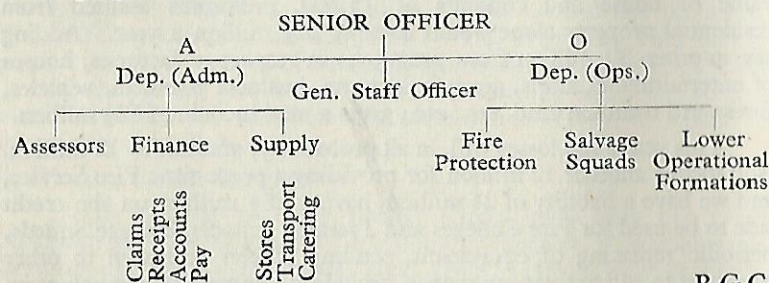 SENIOR OFFICER
A
O
Dep. (Adm.)
Dep. (Ops.)
Gen. Staff Officer
Assessors
Finance
Supply
Fire
Protection
Salvage
Squads
Lower
Operational
Formations
Claims
Receipts
Accounts
Pay
Stores
Transport
Catering